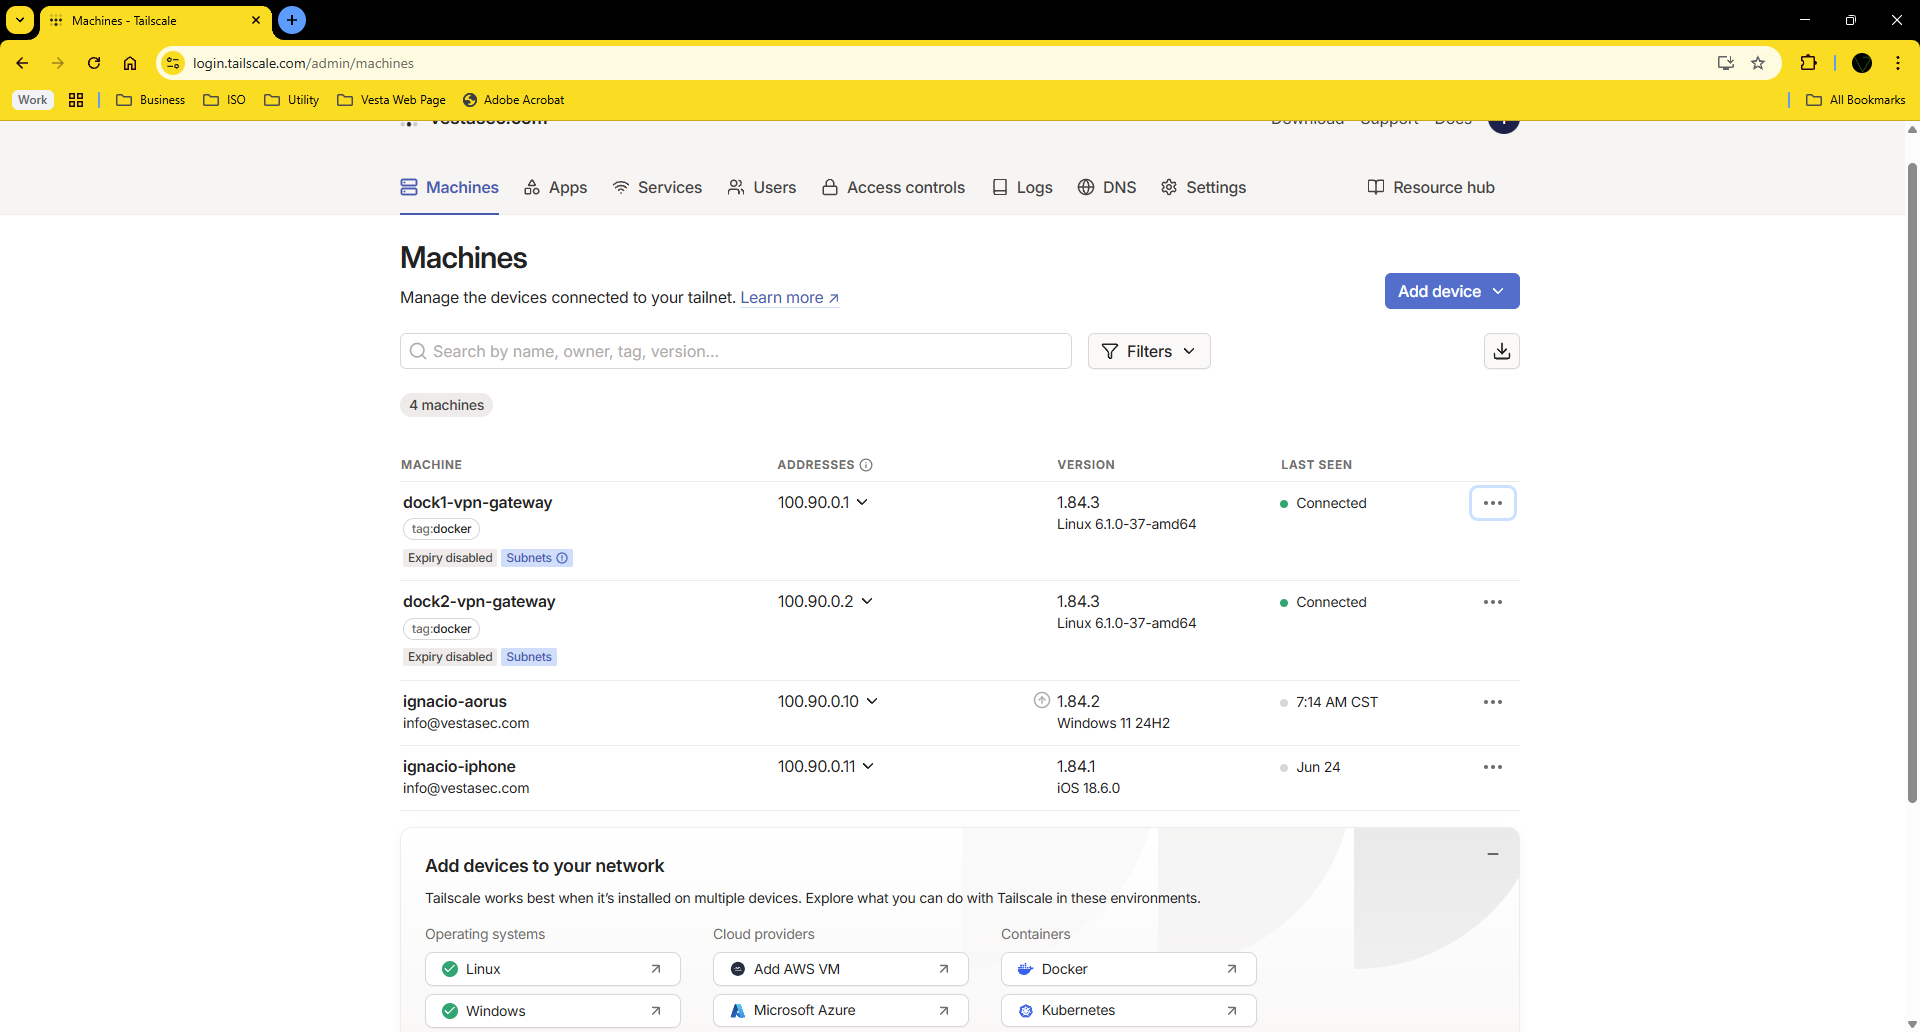 Machines - Tailscale
login.tailscale.com/admin/machines
Work Business ISO Utility Vesta Web Page Adobe Acrobat All Bookmarks
vestasec.com Download Support Docs
Machines Apps Services Users Access controls Logs DNS Settings Resource hub
Machines
Manage the devices connected to your tailnet. Learn more ↗
Add device
Search by name, owner, tag, version...
Filters
4 machines
MACHINE ADDRESSES VERSION LAST SEEN
dock1-vpn-gateway 100.90.0.1 1.84.3 Connected
tag:docker Linux 6.1.0-37-amd64
Expiry disabled Subnets
dock2-vpn-gateway 100.90.0.2 1.84.3 Connected
tag:docker Linux 6.1.0-37-amd64
Expiry disabled Subnets
ignacio-aorus 100.90.0.10 1.84.2 7:14 AM CST
info@vestasec.com Windows 11 24H2
ignacio-iphone 100.90.0.11 1.84.1 Jun 24
info@vestasec.com iOS 18.6.0
Add devices to your network
Tailscale works best when it’s installed on multiple devices. Explore what you can do with Tailscale in these environments.
Operating systems Cloud providers Containers
Linux Add AWS VM Docker
Windows Microsoft Azure Kubernetes